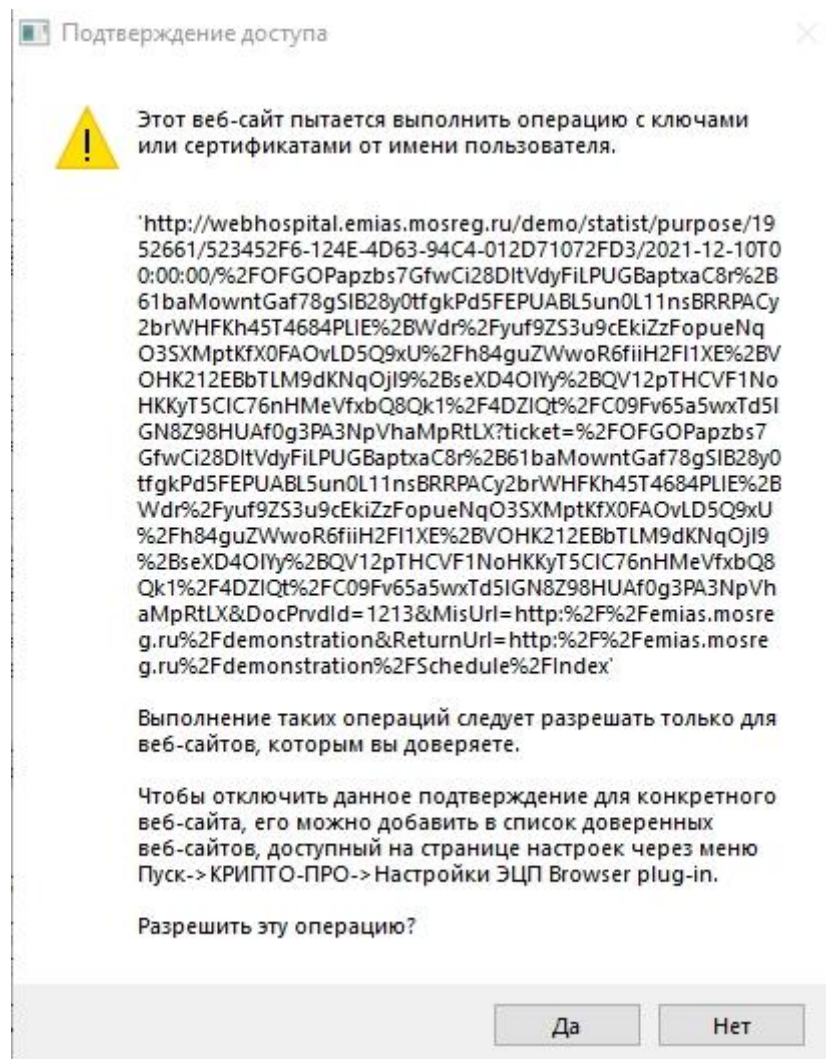 Подтверждение доступа
Этот веб-сайт пытается выполнить операцию с ключами
или сертификатами от имени пользователя.
'http://webhospital.emias.mosreg.ru/demo/statist/purpose/19
52661/523452F6-124E-4D63-94C4-012D71072FD3/2021-12-10T0
0:00:00/%2FOFGOPapzbs7GfwCi28DItVdyFiLPUGBaptxaC8r%2B
61baMowntGaf78gSIB28y0tfgkPd5FEPUABL5un0L11nsBRRPACy
2brWHFKh45T4684PLIE%2BWdr%2Fyuf9ZS3u9cEkiZzFopueNq
O3SXMptKfX0FAOvLD5Q9xU%2Fh84guZWwoR6fiiH2FI1XE%2BV
OHK212EBbTLM9dKNqOjI9%2BseXD4OIYy%2BQV12pTHCVF1No
HKKyT5CIC76nHMeVfxbQ8Qk1%2F4DZIQt%2FC09Fv65a5wxTd5I
GN8Z98HUAf0g3PA3NpVhaMpRtLX?ticket=%2FOFGOPapzbs7
GfwCi28DItVdyFiLPUGBaptxaC8r%2B61baMowntGaf78gSIB28y0
tfgkPd5FEPUABL5un0L11nsBRRPACy2brWHFKh45T4684PLIE%2B
Wdr%2Fyuf9ZS3u9cEkiZzFopueNqO3SXMptKfX0FAOvLD5Q9xU
%2Fh84guZWwoR6fiiH2FI1XE%2BVOHK212EBbTLM9dKNqOjI9
%2BseXD4OIYy%2BQV12pTHCVF1NoHKKyT5CIC76nHMeVfxbQ8
Qk1%2F4DZIQt%2FC09Fv65a5wxTd5IGN8Z98HUAf0g3PA3NpVh
aMpRtLX&DocPrvdId=1213&MisUrl=http:%2F%2Femias.mosre
g.ru%2Fdemonstration&ReturnUrl=http:%2F%2Femias.mosre
g.ru%2Fdemonstration%2FSchedule%2FIndex'
Выполнение таких операций следует разрешать только для
веб-сайтов, которым вы доверяете.
Чтобы отключить данное подтверждение для конкретного
веб-сайта, его можно добавить в список доверенных
веб-сайтов, доступный на странице настроек через меню
Пуск->КРИПТО-ПРО->Настройки ЭЦП Browser plug-in.
Разрешить эту операцию?
Да Нет